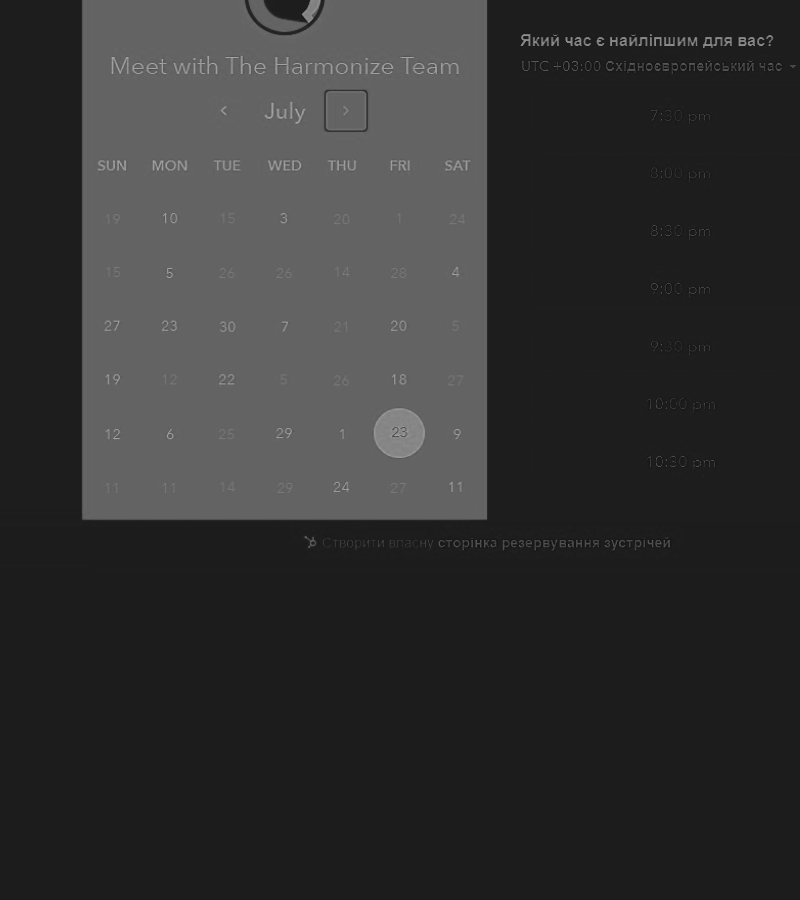 Meet with The Harmonize Team
July
SUN MON TUE WED THU FRI SAT
19 10 15 3 20 1 24
15 5 26 26 14 28 4
27 23 30 7 21 20 5
19 12 22 5 26 18 27
12 6 25 29 1 23 9
11 11 14 29 24 27 11
Який час є найліпшим для вас?
UTC +03:00 Східноєвропейський час
7:30 pm
8:00 pm
8:30 pm
9:00 pm
9:30 pm
10:00 pm
10:30 pm
Створити власну сторінка резервування зустрічей